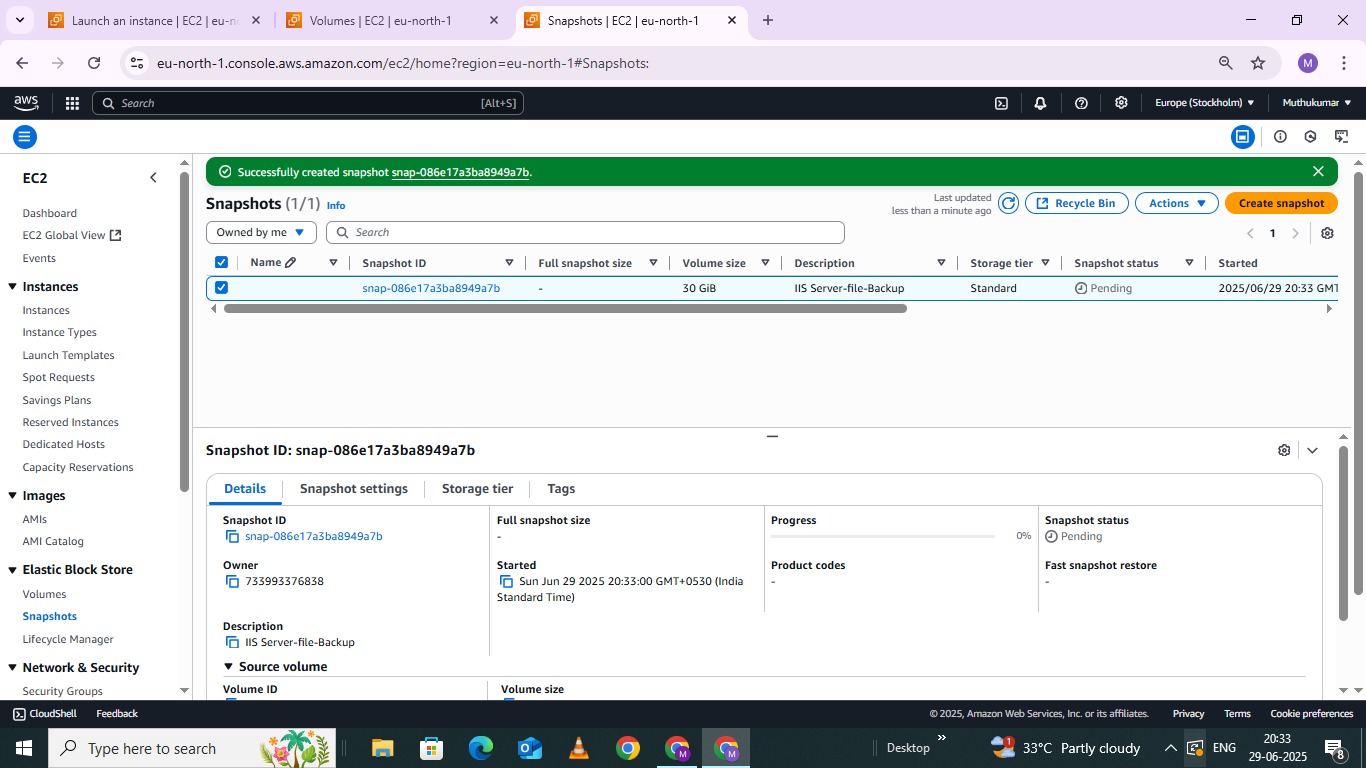 Launch an instance | EC2 | eu-no
Volumes | EC2 | eu-north-1
Snapshots | EC2 | eu-north-1
eu-north-1.console.aws.amazon.com/ec2/home?region=eu-north-1#Snapshots:
M
aws
Search
[Alt+S]
Europe (Stockholm)
Muthukumar
EC2
Dashboard
EC2 Global View
Events
Instances
Instances
Instance Types
Launch Templates
Spot Requests
Savings Plans
Reserved Instances
Dedicated Hosts
Capacity Reservations
Images
AMIs
AMI Catalog
Elastic Block Store
Volumes
Snapshots
Lifecycle Manager
Network & Security
Security Groups
Successfully created snapshot snap-086e17a3ba8949a7b.
Snapshots (1/1) Info
Last updated
less than a minute ago
Recycle Bin
Actions
Create snapshot
Owned by me
Search
1
Name
Snapshot ID
Full snapshot size
Volume size
Description
Storage tier
Snapshot status
Started
snap-086e17a3ba8949a7b
-
30 GiB
IIS Server-file-Backup
Standard
Pending
2025/06/29 20:33 GMT
Snapshot ID: snap-086e17a3ba8949a7b
Details
Snapshot settings
Storage tier
Tags
Snapshot ID
snap-086e17a3ba8949a7b
Full snapshot size
-
Progress
0%
Snapshot status
Pending
Owner
733993376838
Started
Sun Jun 29 2025 20:33:00 GMT+0530 (India
Standard Time)
Product codes
-
Fast snapshot restore
-
Description
IIS Server-file-Backup
Source volume
Volume ID
Volume size
CloudShell
Feedback
© 2025, Amazon Web Services, Inc. or its affiliates.
Privacy
Terms
Cookie preferences
Type here to search
M
M
Desktop
»
1
33°C Partly cloudy
ENG
20:33
29-06-2025
8